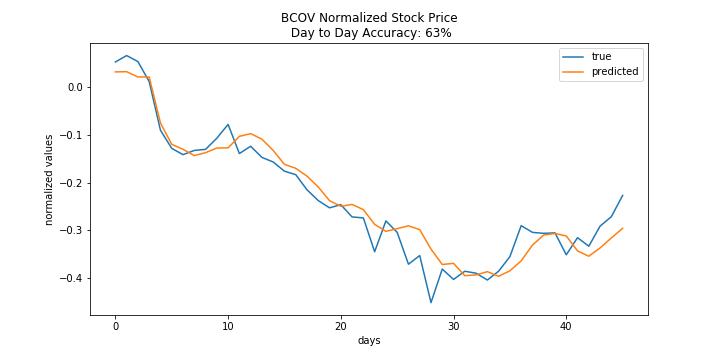 BCOV Normalized Stock Price
Day to Day Accuracy: 63%
true
predicted
0.0
−0.1
−0.2
−0.3
−0.4
normalized values
0
10
20
30
40
days